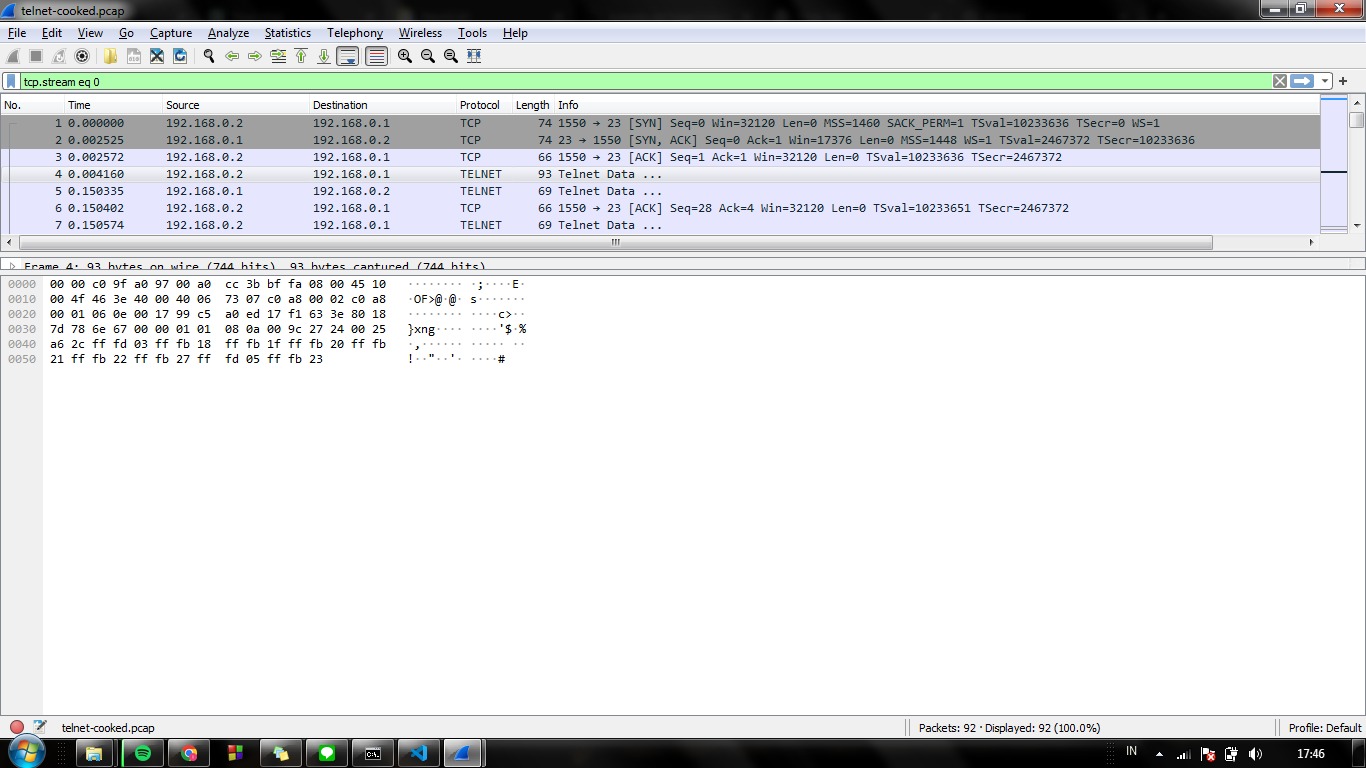 telnet-cooked.pcap
File Edit View Go Capture Analyze Statistics Telephony Wireless Tools Help
tcp.stream eq 0
No. Time Source Destination Protocol Length Info
1 0.000000 192.168.0.2 192.168.0.1 TCP 74 1550 → 23 [SYN] Seq=0 Win=32120 Len=0 MSS=1460 SACK_PERM=1 TSval=10233636 TSecr=0 WS=1
2 0.002525 192.168.0.1 192.168.0.2 TCP 74 23 → 1550 [SYN, ACK] Seq=0 Ack=1 Win=17376 Len=0 MSS=1448 WS=1 TSval=2467372 TSecr=10233636
3 0.002572 192.168.0.2 192.168.0.1 TCP 66 1550 → 23 [ACK] Seq=1 Ack=1 Win=32120 Len=0 TSval=10233636 TSecr=2467372
4 0.004160 192.168.0.2 192.168.0.1 TELNET 93 Telnet Data ...
5 0.150335 192.168.0.1 192.168.0.2 TELNET 69 Telnet Data ...
6 0.150402 192.168.0.2 192.168.0.1 TCP 66 1550 → 23 [ACK] Seq=28 Ack=4 Win=32120 Len=0 TSval=10233651 TSecr=2467372
7 0.150574 192.168.0.2 192.168.0.1 TELNET 69 Telnet Data ...
Frame 4: 93 bytes on wire (744 bits), 93 bytes captured (744 bits)
0000 00 00 c0 9f a0 97 00 a0 cc 3b bf fa 08 00 45 10 ········ ·;····E·
0010 00 4f 46 3e 40 00 40 06 73 07 c0 a8 00 02 c0 a8 ·OF>@·@· s·······
0020 00 01 06 0e 00 17 99 c5 a0 ed 17 f1 63 3e 80 18 ········ ····c>··
0030 7d 78 6e 67 00 00 01 01 08 0a 00 9c 27 24 00 25 }xng···· ····'$·%
0040 a6 2c ff fd 03 ff fb 18 ff fb 1f ff fb 20 ff fb ·,······ ····· ··
0050 21 ff fb 22 ff fb 27 ff fd 05 ff fb 23 !··"··'· ····#
telnet-cooked.pcap Packets: 92 · Displayed: 92 (100.0%) Profile: Default
IN 17:46